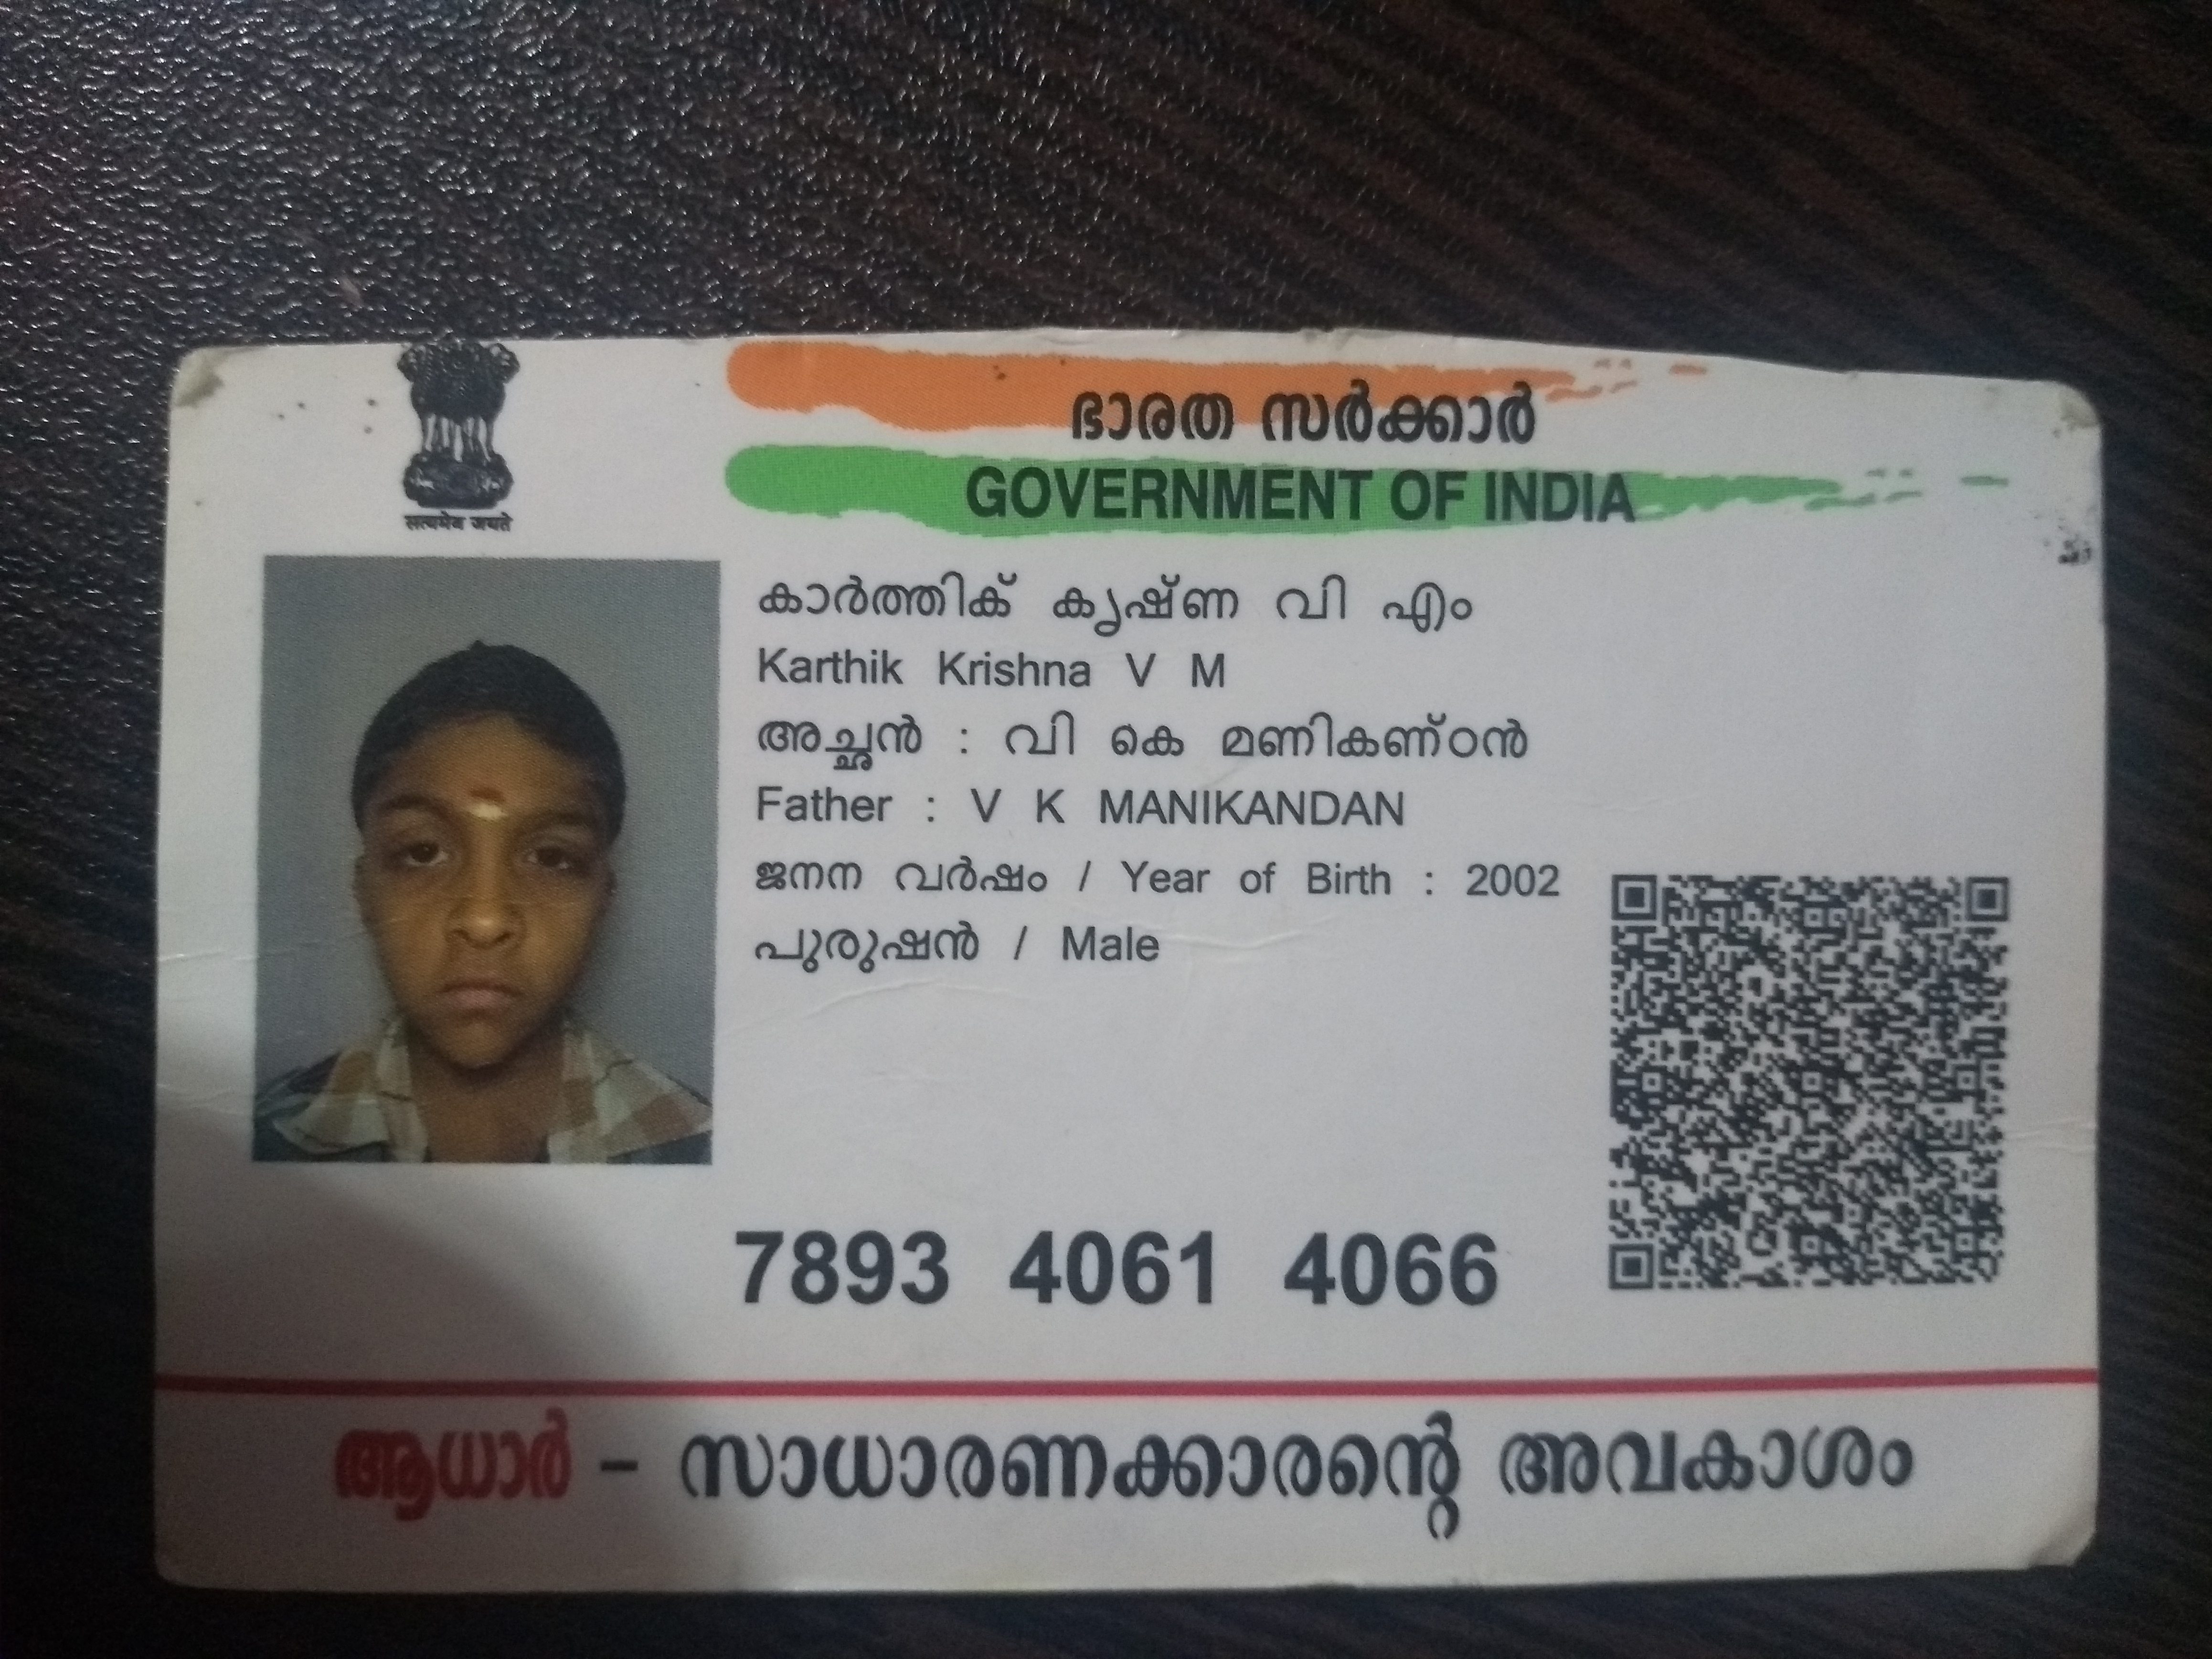 ഭാരത സർക്കാർ
GOVERNMENT OF INDIA
सत्यमेव जयते
കാർത്തിക് കൃഷ്ണ വി എം
Karthik Krishna V M
അച്ഛൻ : വി കെ മണികണ്ഠൻ
Father : V K MANIKANDAN
ജനന വർഷം / Year of Birth : 2002
പുരുഷൻ / Male
7893 4061 4066
ആധാർ – സാധാരണക്കാരന്റെ അവകാശം